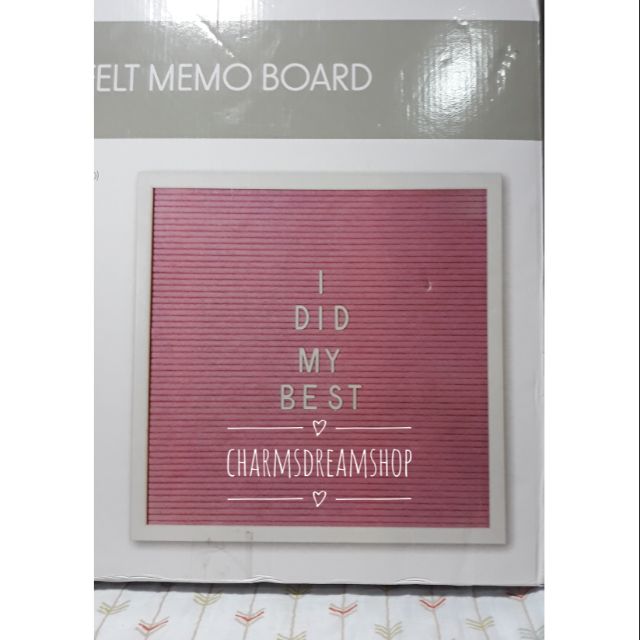 FELT MEMO BOARD
I
DID
MY
BEST
CHARMSDREAMSHOP